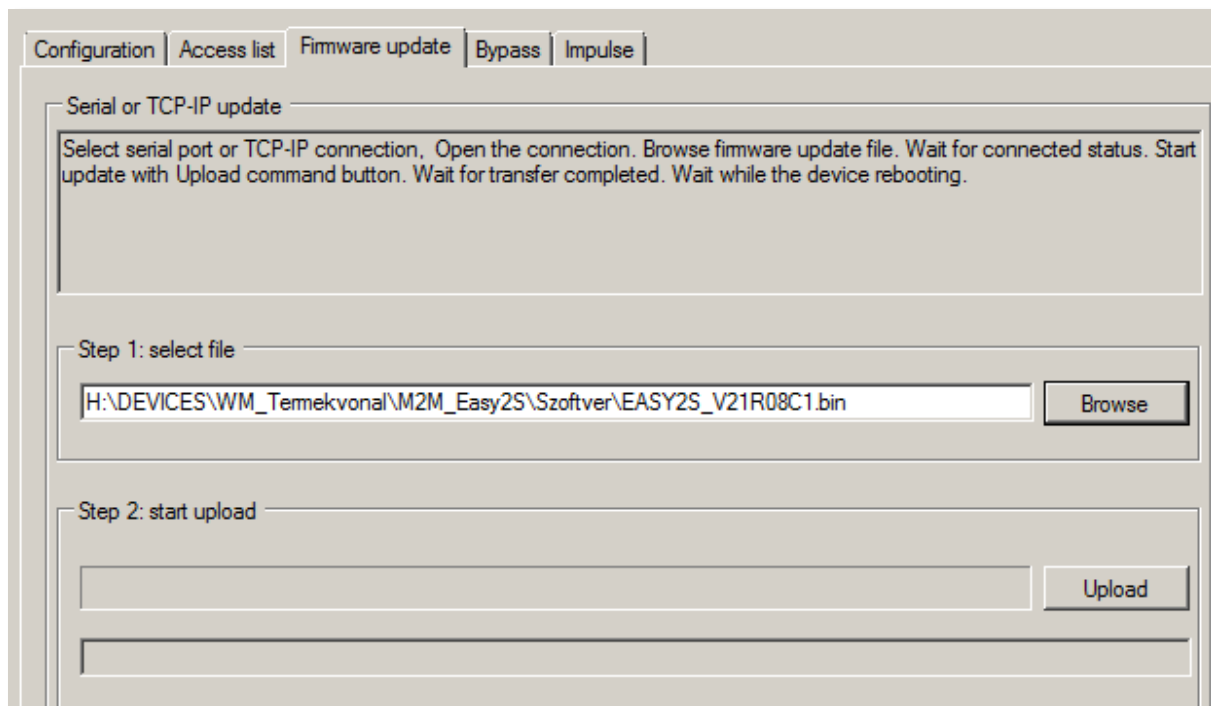 Configuration Access list Firmware update Bypass Impulse
Serial or TCP-IP update
Select serial port or TCP-IP connection, Open the connection. Browse firmware update file. Wait for connected status. Start
update with Upload command button. Wait for transfer completed. Wait while the device rebooting.
Step 1: select file
H:\DEVICES\WM_Termekvonal\M2M_Easy2S\Szoftver\EASY2S_V21R08C1.bin Browse
Step 2: start upload
Upload